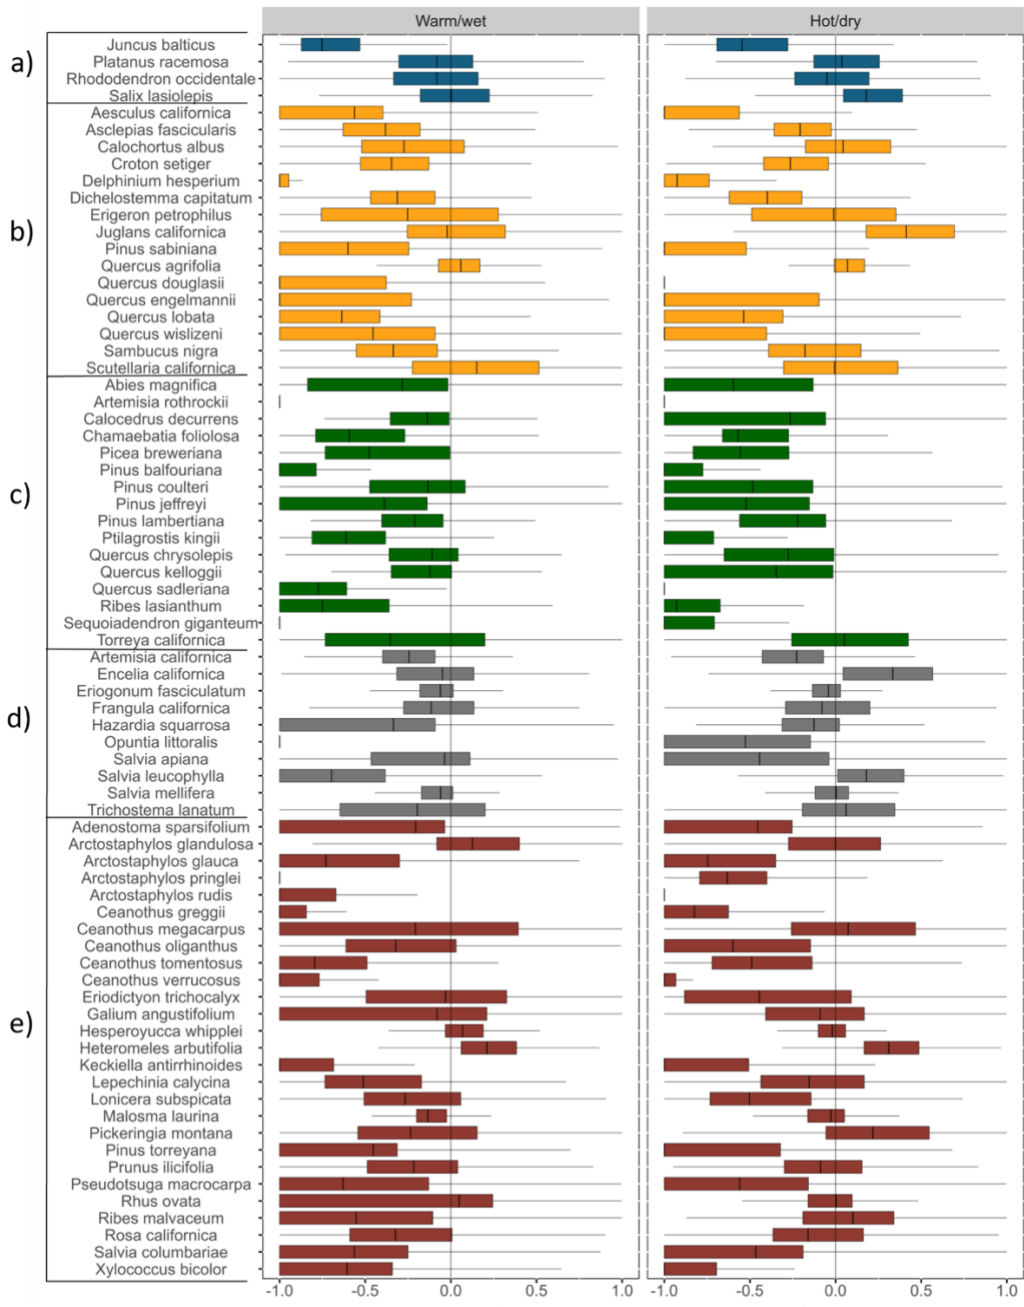 Warm/wet Hot/dry
a)
Juncus balticus
Platanus racemosa
Rhododendron occidentale
Salix lasiolepis
b)
Aesculus californica
Asclepias fascicularis
Calochortus albus
Croton setiger
Delphinium hesperium
Dichelostemma capitatum
Erigeron petrophilus
Juglans californica
Pinus sabiniana
Quercus agrifolia
Quercus douglasii
Quercus engelmannii
Quercus lobata
Quercus wislizeni
Sambucus nigra
Scutellaria californica
c)
Abies magnifica
Artemisia rothrockii
Calocedrus decurrens
Chamaebatia foliolosa
Picea breweriana
Pinus balfouriana
Pinus coulteri
Pinus jeffreyi
Pinus lambertiana
Ptilagrostis kingii
Quercus chrysolepis
Quercus kelloggii
Quercus sadleriana
Ribes lasianthum
Sequoiadendron giganteum
Torreya californica
d)
Artemisia californica
Encelia californica
Eriogonum fasciculatum
Frangula californica
Hazardia squarrosa
Opuntia littoralis
Salvia apiana
Salvia leucophylla
Salvia mellifera
Trichostema lanatum
e)
Adenostoma sparsifolium
Arctostaphylos glandulosa
Arctostaphylos glauca
Arctostaphylos pringlei
Arctostaphylos rudis
Ceanothus greggii
Ceanothus megacarpus
Ceanothus oliganthus
Ceanothus tomentosus
Ceanothus verrucosus
Eriodictyon trichocalyx
Galium angustifolium
Hesperoyucca whipplei
Heteromeles arbutifolia
Keckiella antirrhinoides
Lepechinia calycina
Lonicera subspicata
Malosma laurina
Pickeringia montana
Pinus torreyana
Prunus ilicifolia
Pseudotsuga macrocarpa
Rhus ovata
Ribes malvaceum
Rosa californica
Salvia columbariae
Xylococcus bicolor
-1.0 -0.5 0.0 0.5 1.0 -1.0 -0.5 0.0 0.5 1.0